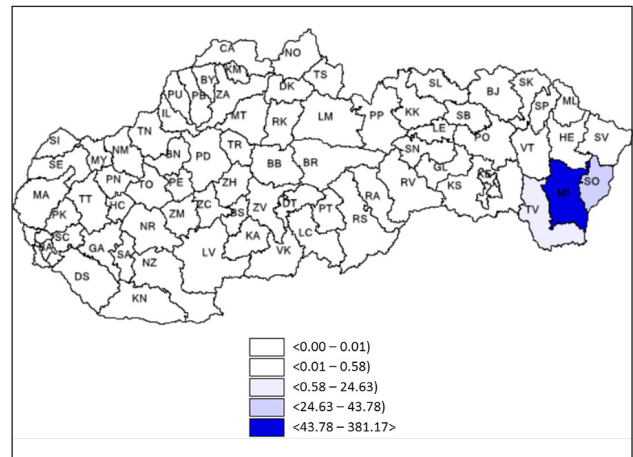 CA NO
KM TS
BY
PU PB ZA DK
IL MT RK LM PP KK SL BJ SK SP ML
TN LE SB PO HE SV
SI NM BN PD TR SN VT
SE MY BB BR GL
PN TO PE ZH RV KS MI SO
MA TT HC ZM ZC BS ZV DT PT RA TV
PK NR RS
SC GA SA KA LC
NZ LV VK
DS KN
<0.00 – 0.01)
<0.01 – 0.58)
<0.58 – 24.63)
<24.63 – 43.78)
<43.78 – 381.17>